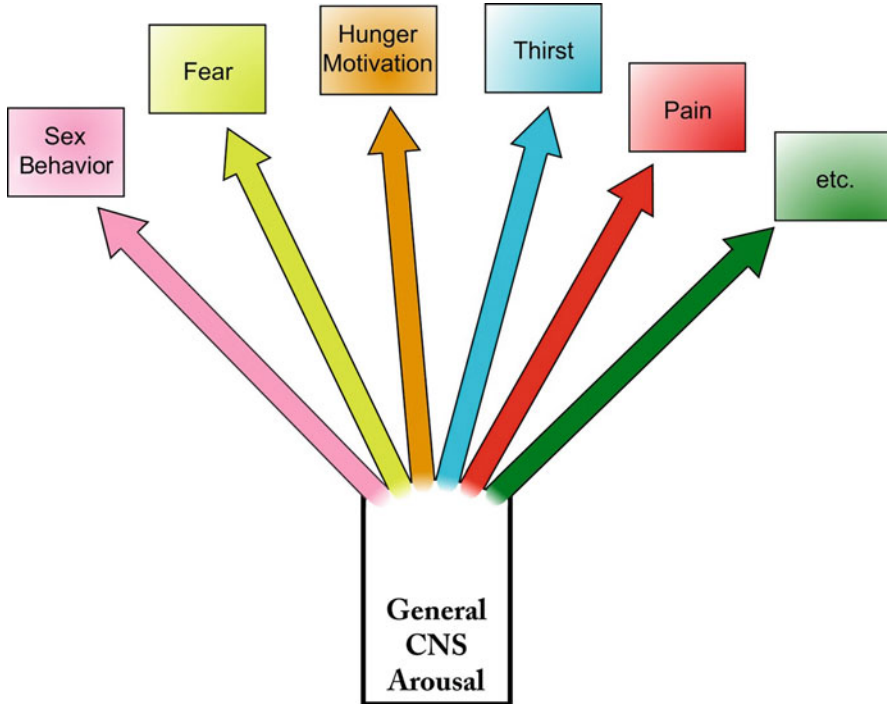 Sex
Behavior
Fear
Hunger
Motivation
Thirst
Pain
etc.
General
CNS
Arousal